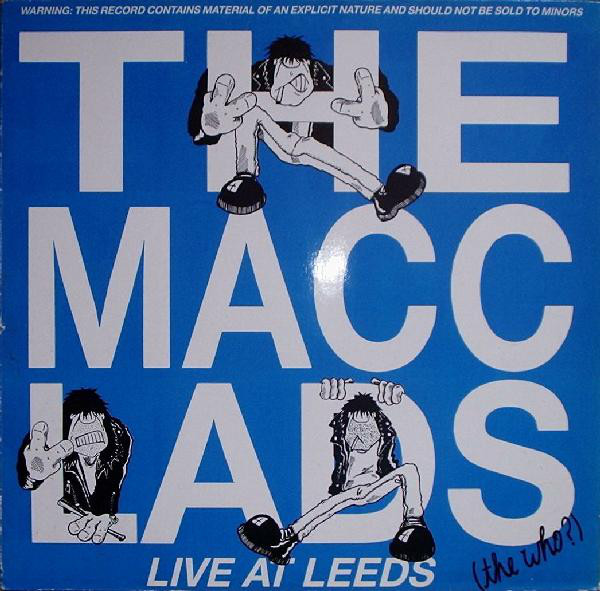 WARNING: THIS RECORD CONTAINS MATERIAL OF AN EXPLICIT NATURE AND SHOULD NOT BE SOLD TO MINORS
THE
MACC
LADS
LIVE AT LEEDS
(the who?)